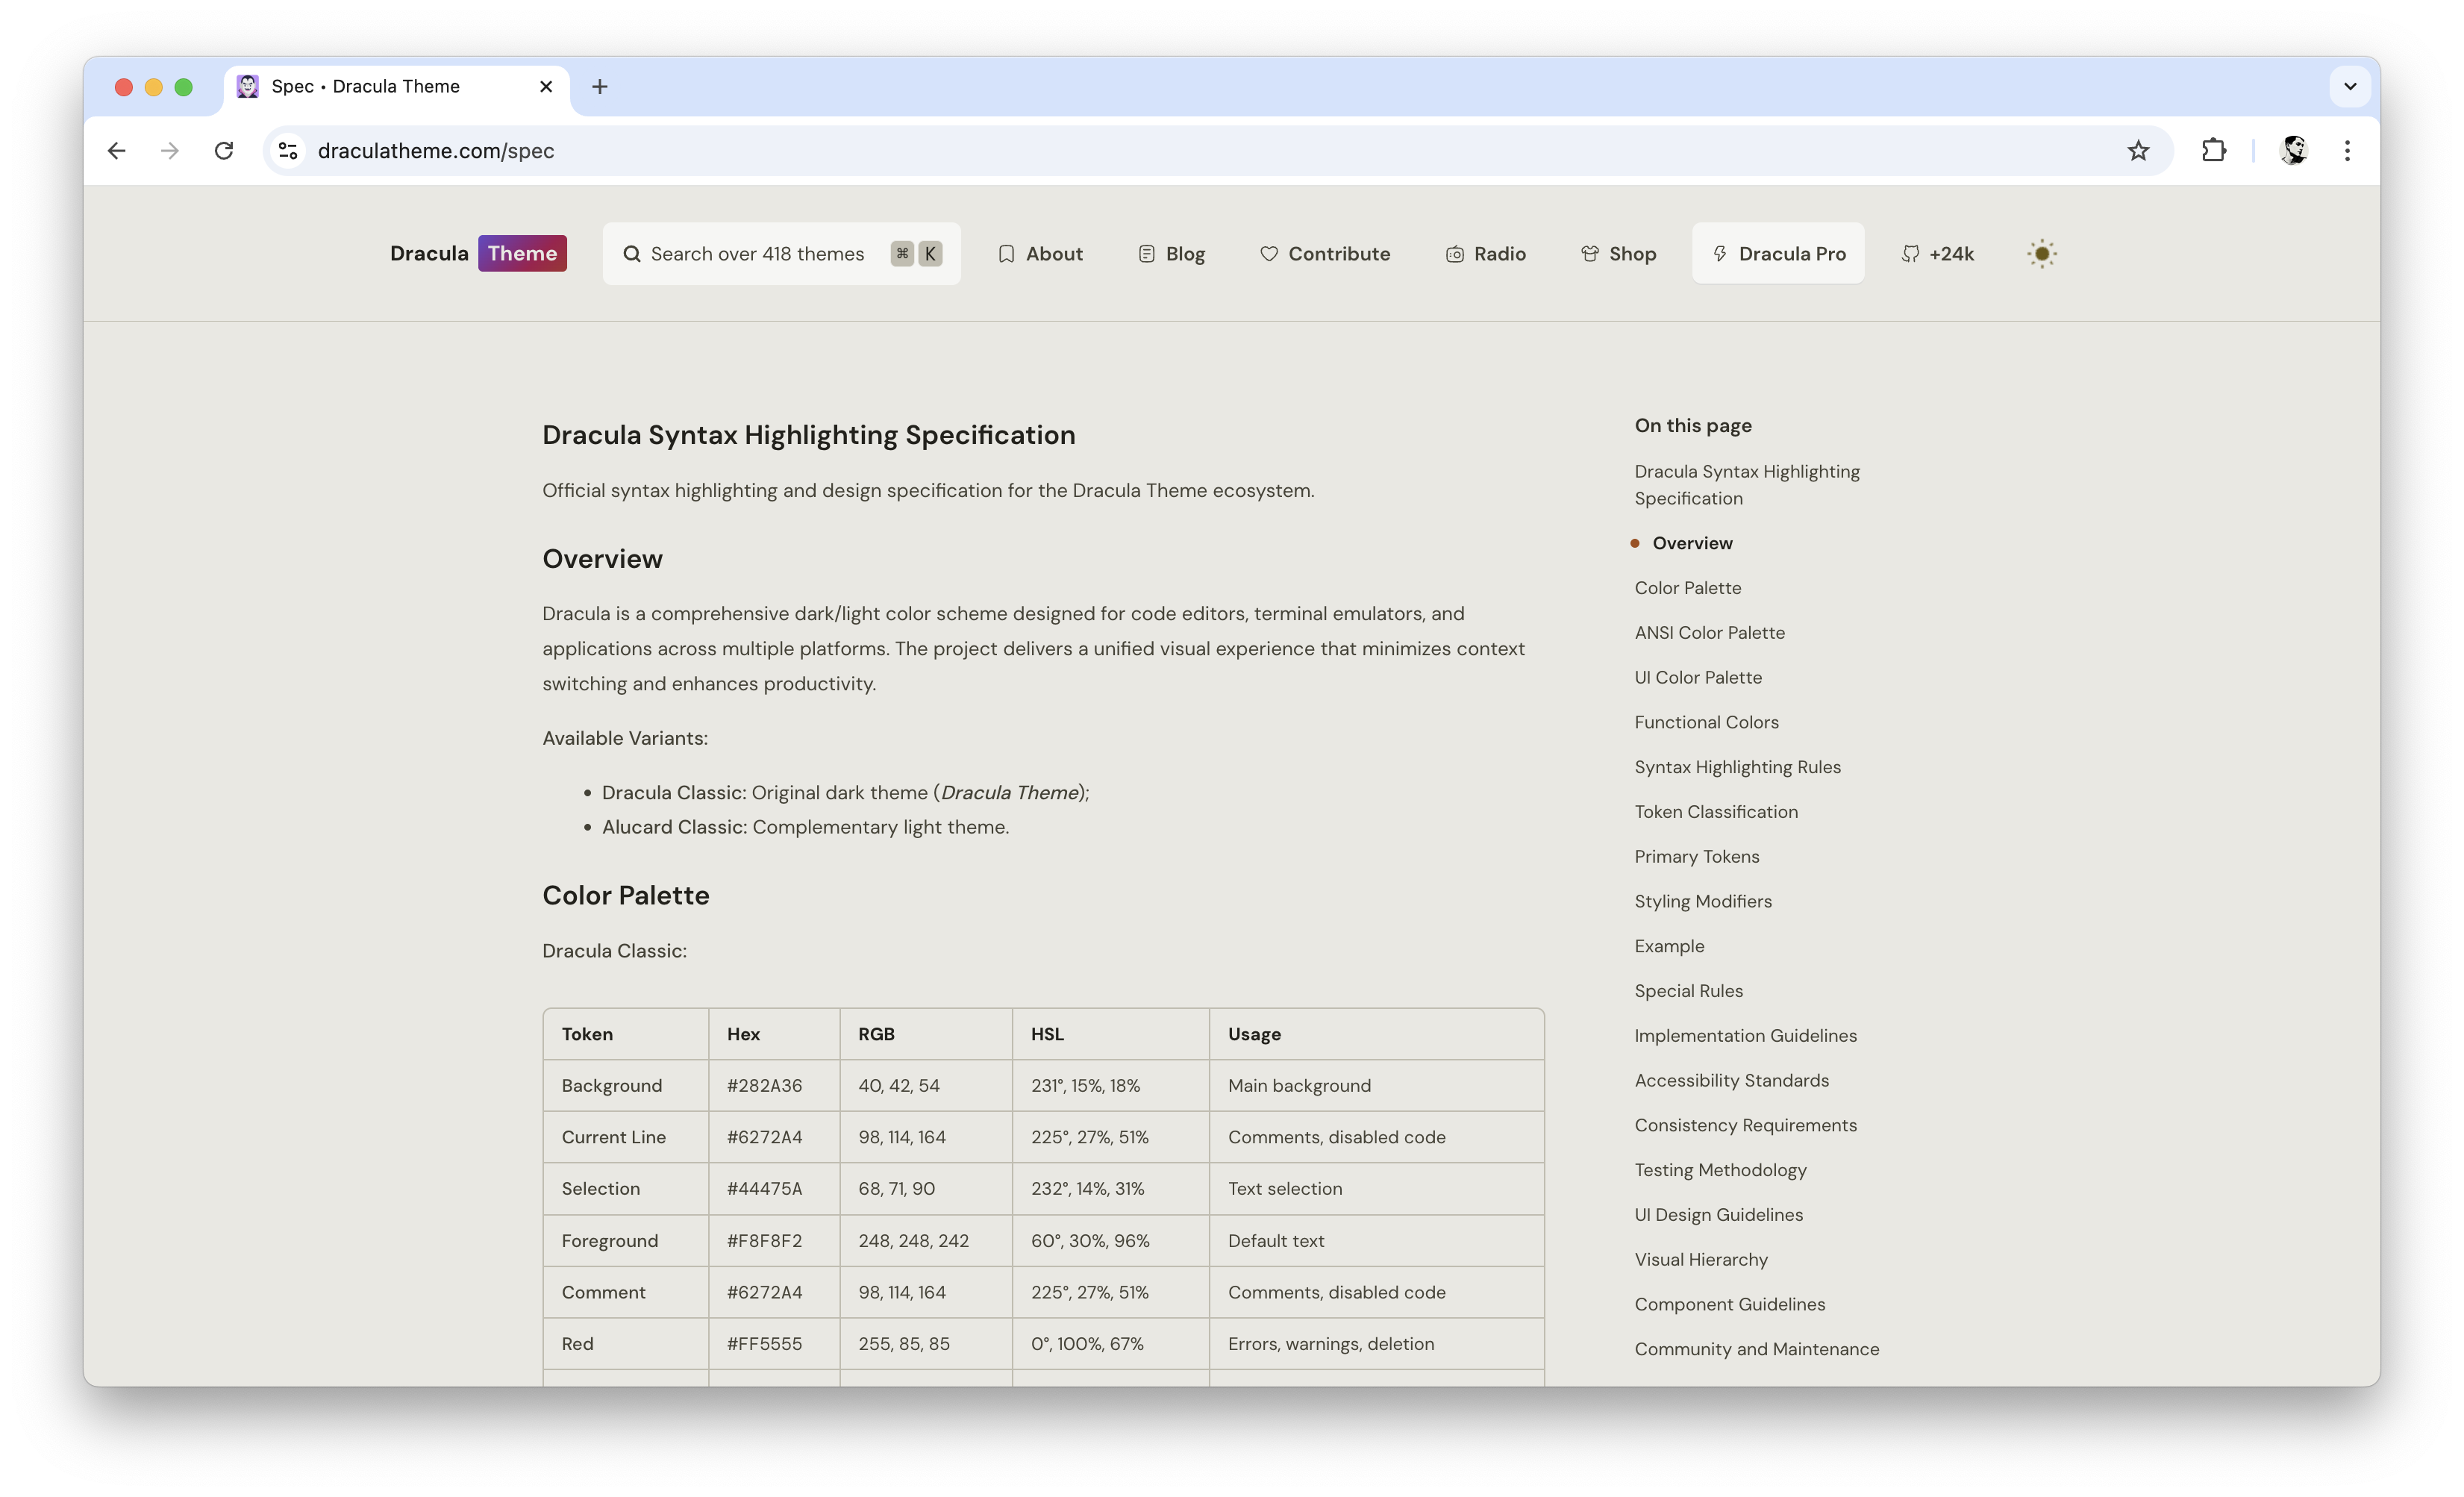 Spec • Dracula Theme
draculatheme.com/spec
Dracula Theme
Search over 418 themes ⌘ K
About
Blog
Contribute
Radio
Shop
Dracula Pro
+24k
Dracula Syntax Highlighting Specification
Official syntax highlighting and design specification for the Dracula Theme ecosystem.
Overview
Dracula is a comprehensive dark/light color scheme designed for code editors, terminal emulators, and
applications across multiple platforms. The project delivers a unified visual experience that minimizes context
switching and enhances productivity.
Available Variants:
• Dracula Classic: Original dark theme (Dracula Theme);
• Alucard Classic: Complementary light theme.
Color Palette
Dracula Classic:
Token Hex RGB HSL Usage
Background #282A36 40, 42, 54 231°, 15%, 18% Main background
Current Line #6272A4 98, 114, 164 225°, 27%, 51% Comments, disabled code
Selection #44475A 68, 71, 90 232°, 14%, 31% Text selection
Foreground #F8F8F2 248, 248, 242 60°, 30%, 96% Default text
Comment #6272A4 98, 114, 164 225°, 27%, 51% Comments, disabled code
Red #FF5555 255, 85, 85 0°, 100%, 67% Errors, warnings, deletion
On this page
Dracula Syntax Highlighting
Specification
Overview
Color Palette
ANSI Color Palette
UI Color Palette
Functional Colors
Syntax Highlighting Rules
Token Classification
Primary Tokens
Styling Modifiers
Example
Special Rules
Implementation Guidelines
Accessibility Standards
Consistency Requirements
Testing Methodology
UI Design Guidelines
Visual Hierarchy
Component Guidelines
Community and Maintenance